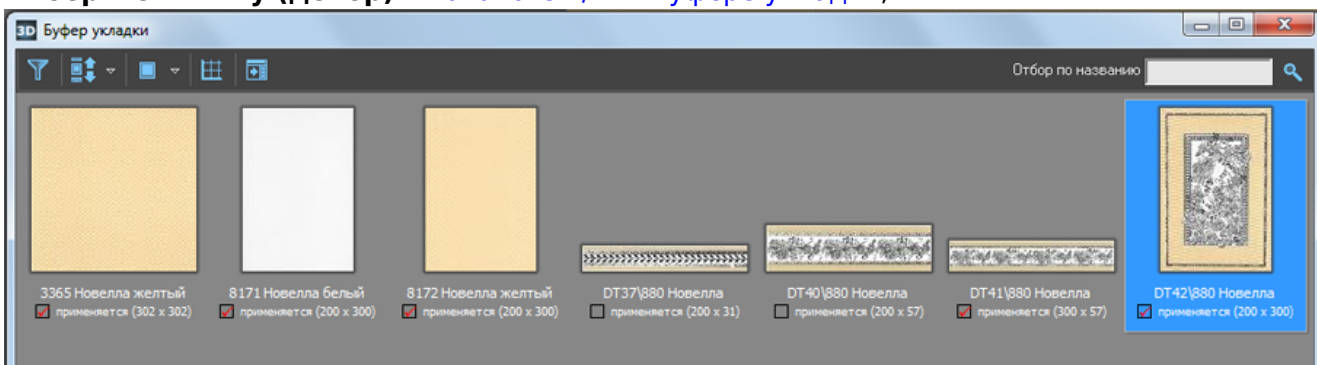 3D Буфер укладки
Отбор по названию
3365 Новелла желтый
применяется (302 x 302)
8171 Новелла белый
применяется (200 x 300)
8172 Новелла желтый
применяется (200 x 300)
DT37\880 Новелла
применяется (200 x 31)
DT40\880 Новелла
применяется (200 x 57)
DT41\880 Новелла
применяется (300 x 57)
DT42\880 Новелла
применяется (200 x 300)